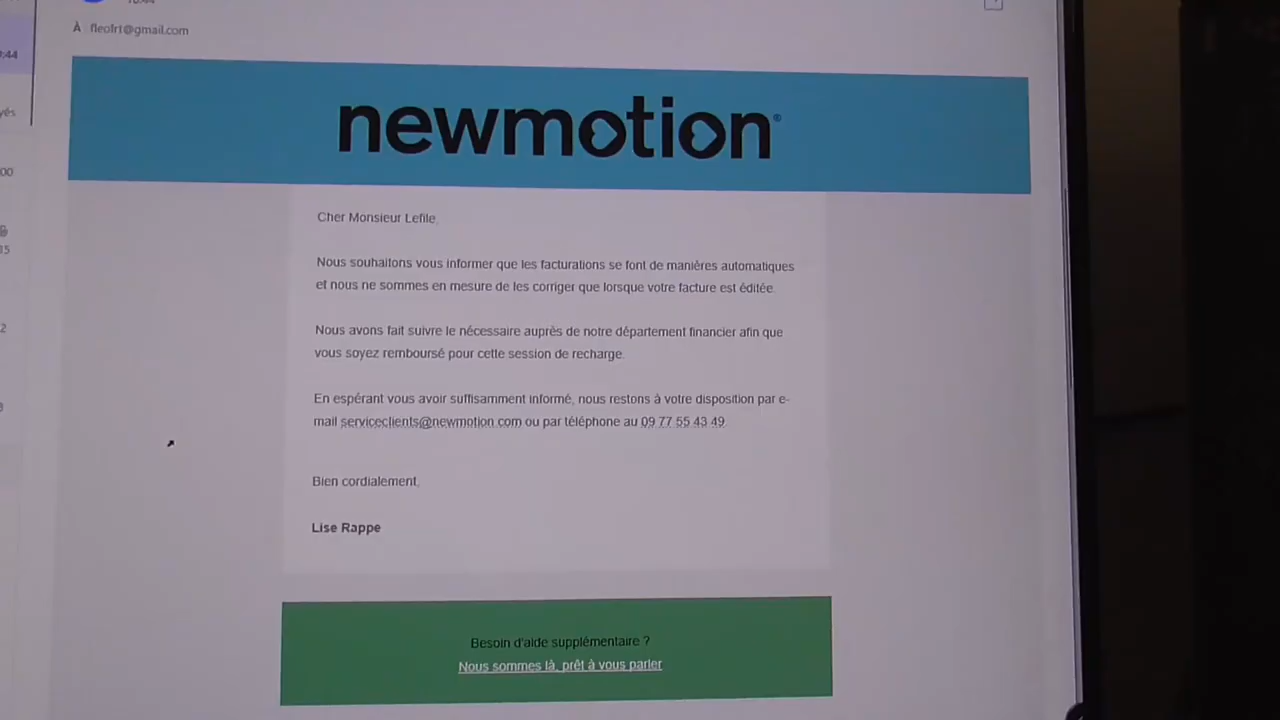 À fleofrt@gmail.com
:44
newmotion®
yés
Cher Monsieur Lefile,
:00
Nous souhaitons vous informer que les facturations se font de manières automatiques
et nous ne sommes en mesure de les corriger que lorsque votre facture est éditée.
Nous avons fait suivre le nécessaire auprès de notre département financier afin que
vous soyez remboursé pour cette session de recharge.
En espérant vous avoir suffisamment informé, nous restons à votre disposition par e-
mail serviceclients@newmotion.com ou par téléphone au 09 77 55 43 49.
Bien cordialement,
Lise Rappe
Besoin d'aide supplémentaire ?
Nous sommes là, prêt à vous parler